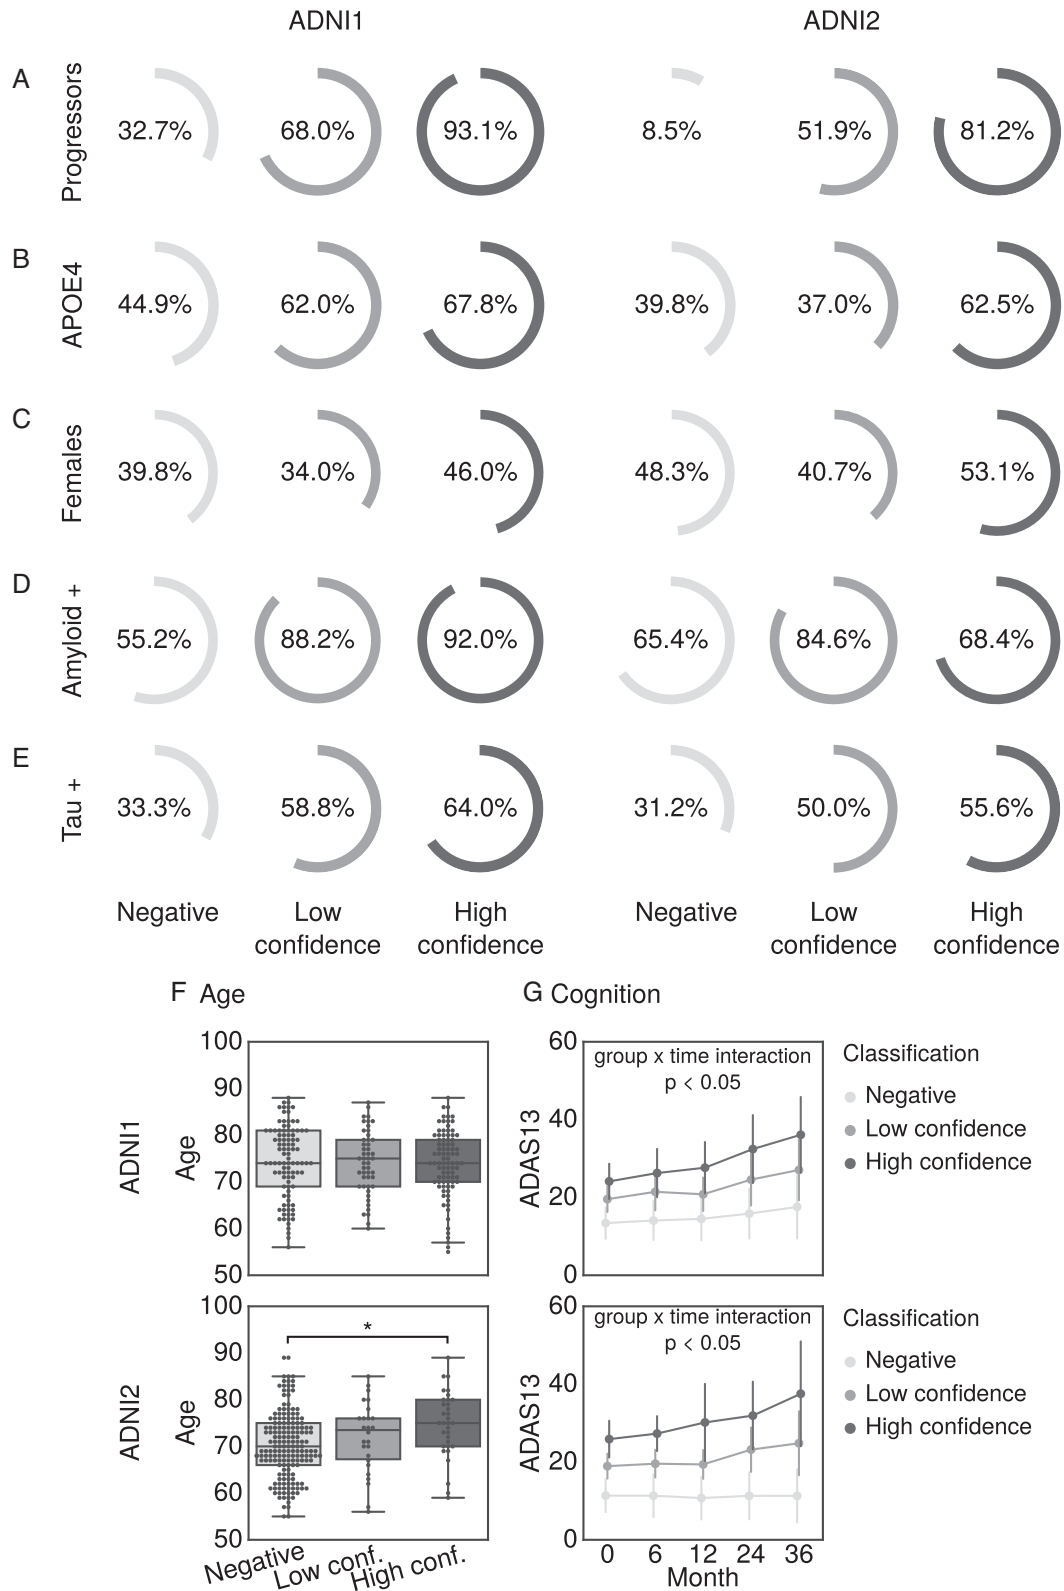 ADNI1 ADNI2
A Progressors 32.7% 68.0% 93.1% 8.5% 51.9% 81.2%
B APOE4 44.9% 62.0% 67.8% 39.8% 37.0% 62.5%
C Females 39.8% 34.0% 46.0% 48.3% 40.7% 53.1%
D Amyloid + 55.2% 88.2% 92.0% 65.4% 84.6% 68.4%
E Tau + 33.3% 58.8% 64.0% 31.2% 50.0% 55.6%
Negative Low High Negative Low High
confidence confidence confidence confidence
F Age G Cognition
ADNI1
Age
100
90
80
70
60
50
ADAS13
60
40
20
0
group x time interaction
p < 0.05
Classification
Negative
Low confidence
High confidence
ADNI2
Age
100
90
80
70
60
50
*
Negative Low conf. High conf.
ADAS13
60
40
20
0
group x time interaction
p < 0.05
0 6 12 24 36
Month
Classification
Negative
Low confidence
High confidence